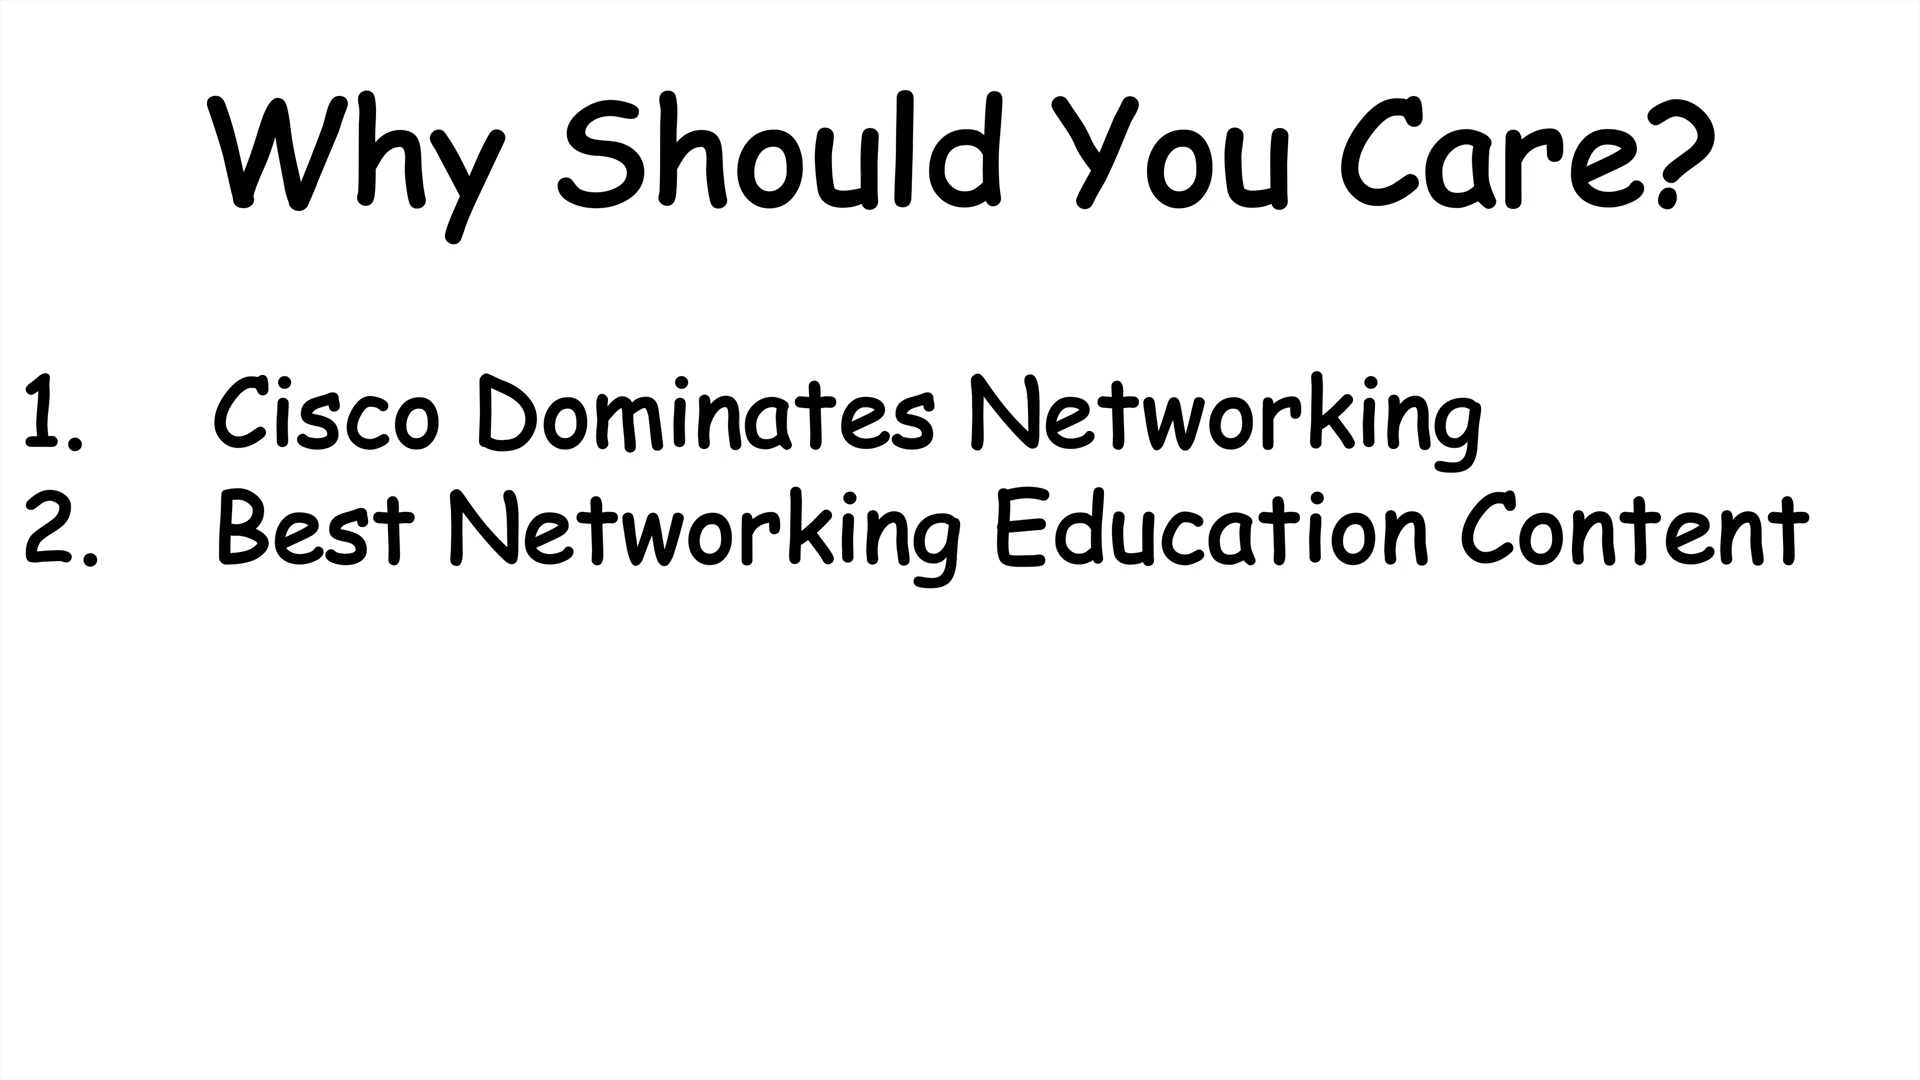 Why Should You Care?
1. Cisco Dominates Networking
2. Best Networking Education Content